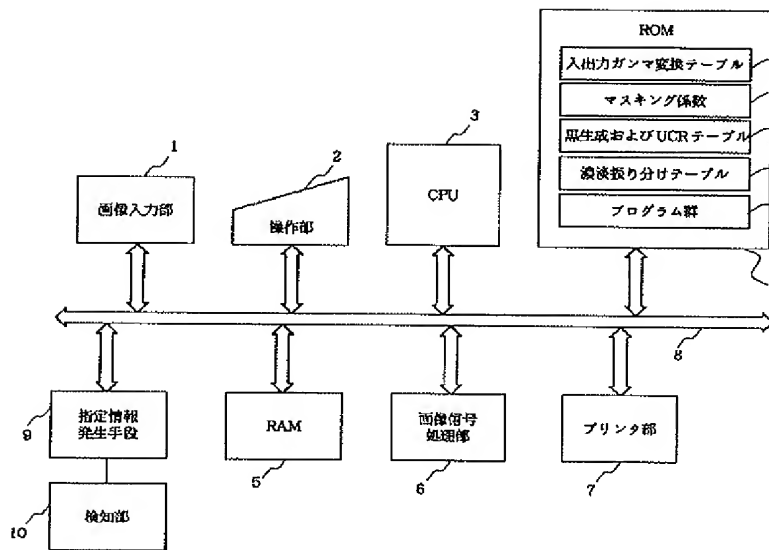 ROM
入出力ガンマ変換テーブル
マスキング係数
黒生成およびUCRテーブル
濃淡振り分けテーブル
プログラム群
1
画像入力部
2
操作部
3
CPU
8
9
指定情報
発生手段
10
検知部
RAM
5
画像信号
処理部
6
プリンタ部
7